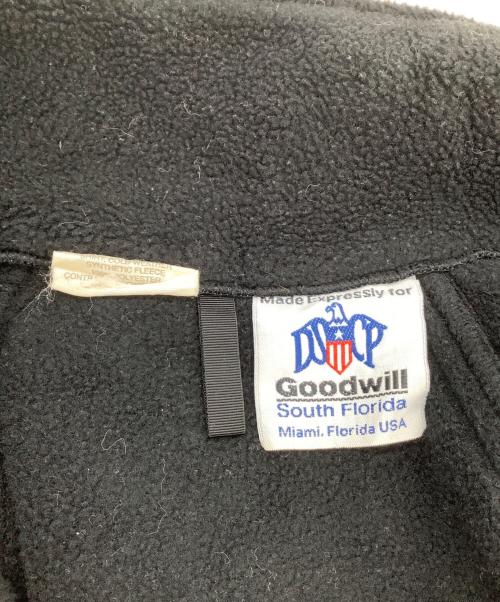 SYNTHETIC FLEECE
POLYESTER
Made Expressly for
DSCP
Goodwill
South Florida
Miami, Florida USA